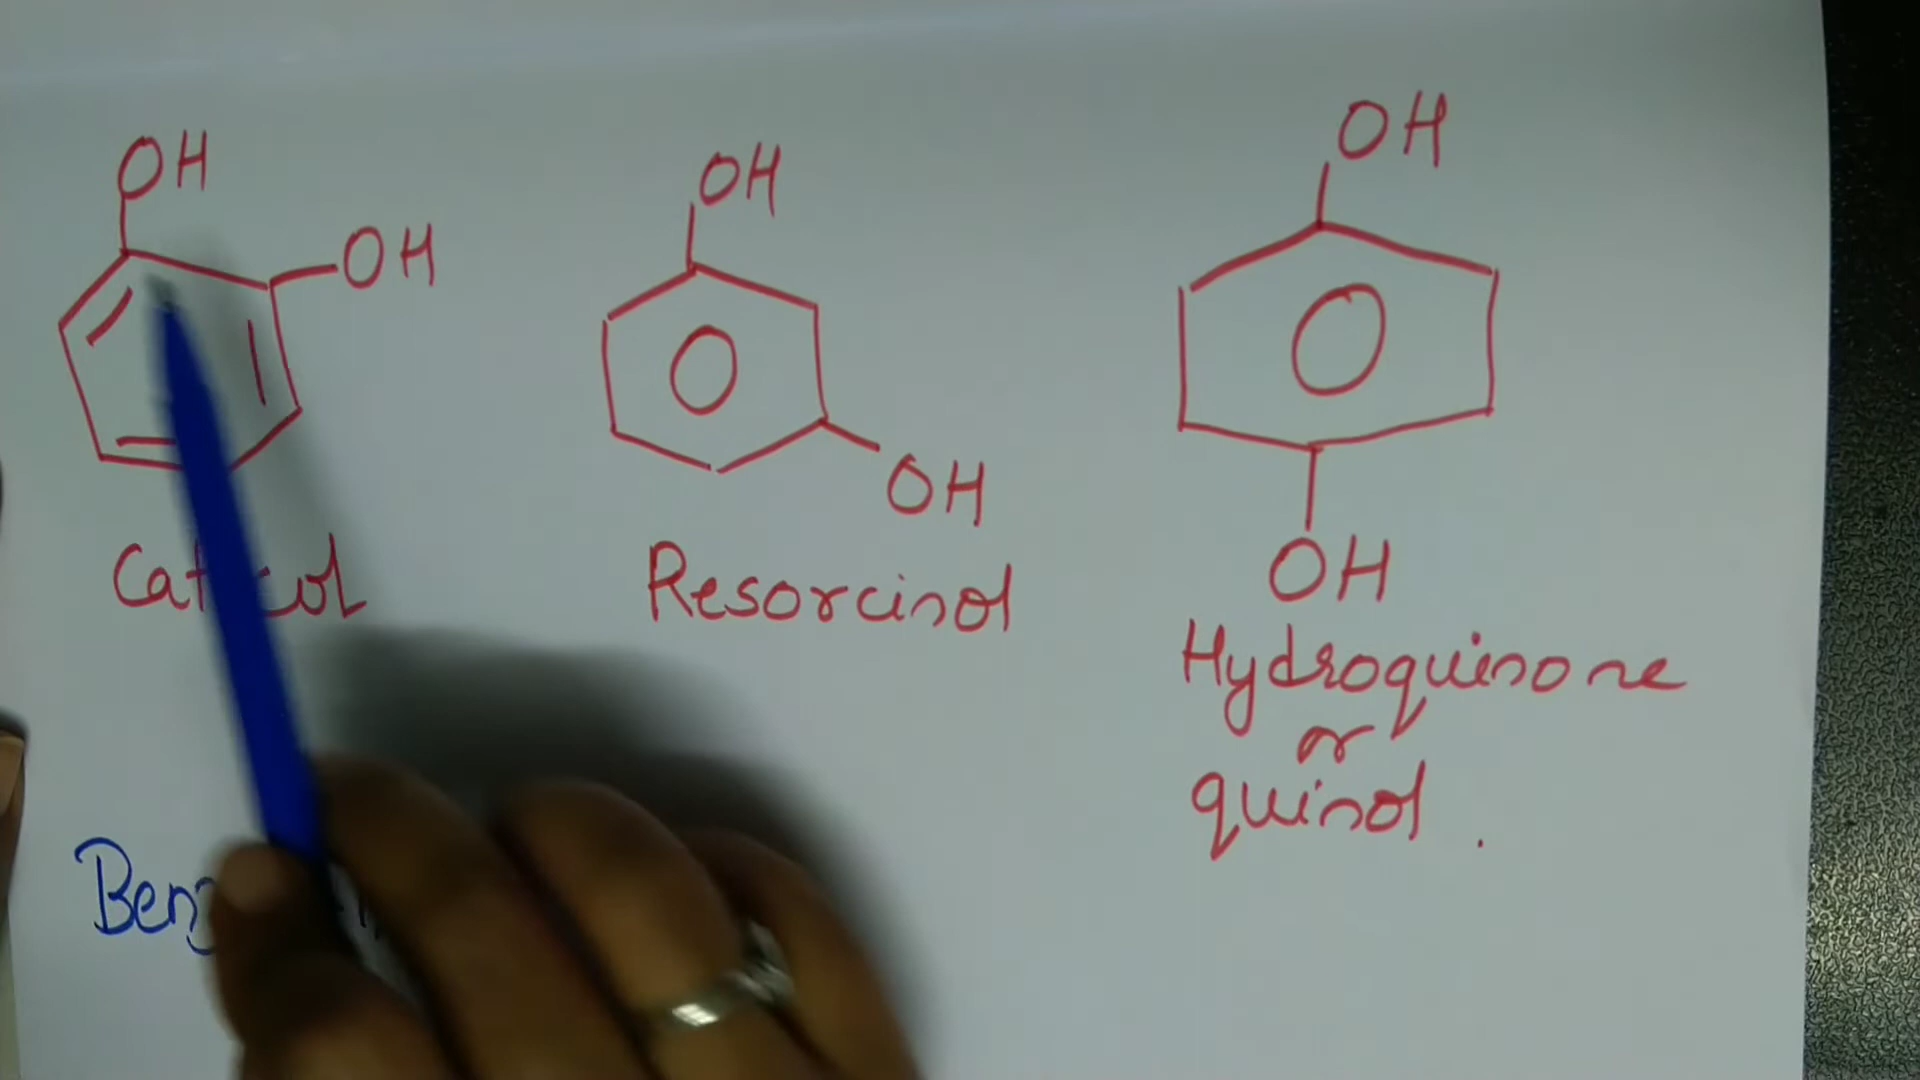 OH
OH
OH
OH
OH
OH
Resorcinol
Hydroquinone
or
quinol.